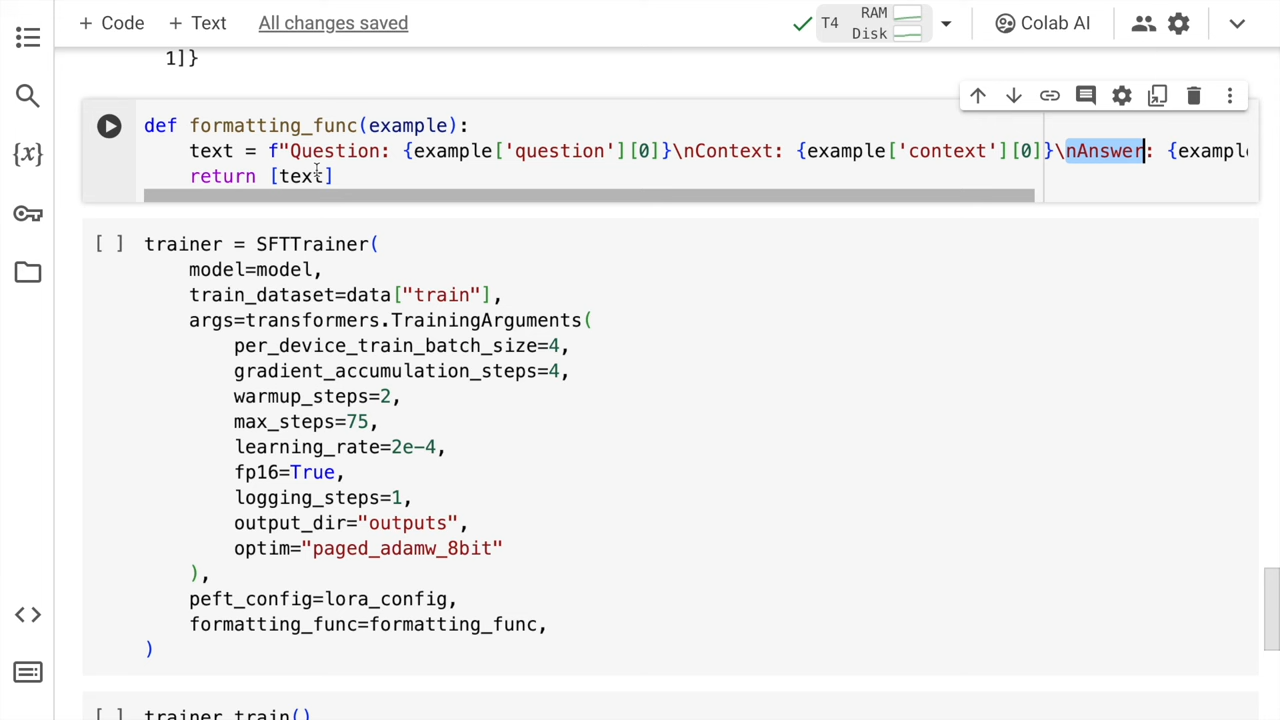 + Code + Text All changes saved T4 RAM Disk Colab AI
1]}
def formatting_func(example):
text = f"Question: {example['question'][0]}\nContext: {example['context'][0]}\nAnswer: {exampl
return [text]
[ ] trainer = SFTTrainer(
model=model,
train_dataset=data["train"],
args=transformers.TrainingArguments(
per_device_train_batch_size=4,
gradient_accumulation_steps=4,
warmup_steps=2,
max_steps=75,
learning_rate=2e-4,
fp16=True,
logging_steps=1,
output_dir="outputs",
optim="paged_adamw_8bit"
),
peft_config=lora_config,
formatting_func=formatting_func,
)
[ ] trainer.train()